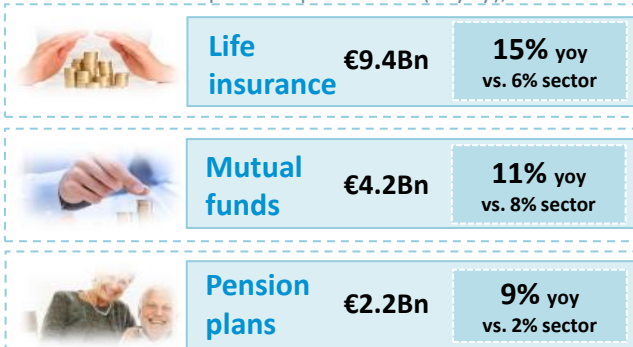 Life
insurance
€9.4Bn
15% yoy
vs. 6% sector
Mutual
funds
€4.2Bn
11% yoy
vs. 8% sector
Pension
plans
€2.2Bn
9% yoy
vs. 2% sector